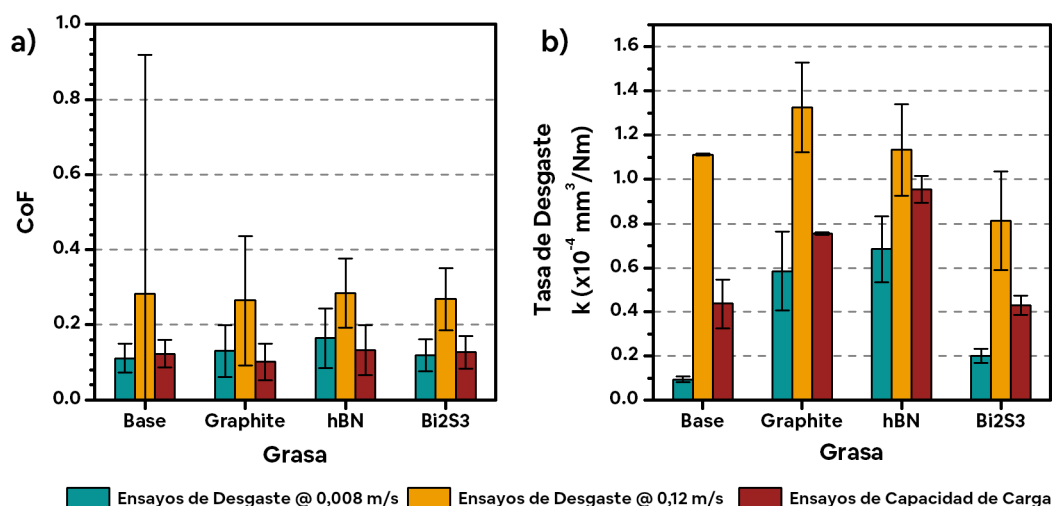 a)
CoF
1.0
0.8
0.6
0.4
0.2
0.0
Base Graphite hBN Bi2S3
Grasa
b)
Tasa de Desgaste
k (x10⁻⁴ mm³/Nm)
1.6
1.4
1.2
1.0
0.8
0.6
0.4
0.2
0.0
Base Graphite hBN Bi2S3
Grasa
Ensayos de Desgaste @ 0,008 m/s Ensayos de Desgaste @ 0,12 m/s Ensayos de Capacidad de Carga